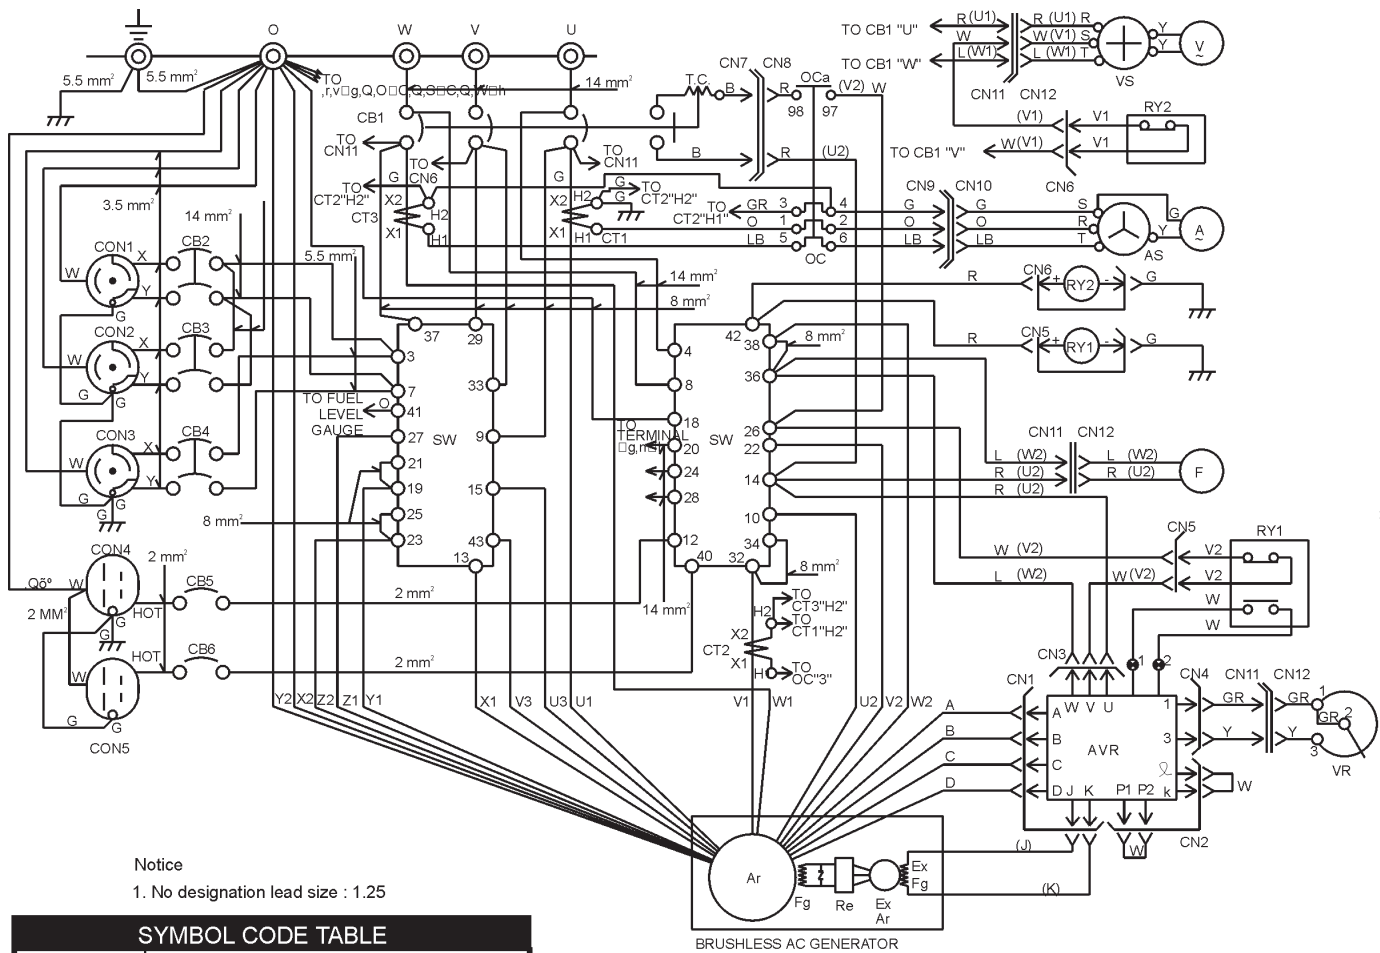 O W V U
5.5 mm²
5.5 mm²
TO
14 mm²
CB1
TO CN11
TO CN6
TO CN11
T.C. B CN7 CN8 R OCa (V2) W
98 97
B R (U2)
TO CB1 "U" R (U1) R (U1) R
W W (V1) S
TO CB1 "W" L (W1) L (W1) T
VS Y Y V ~
CN11 CN12
(V1) V1 RY2
TO CB1 "V" W (V1) V1
CN6
3.5 mm²
14 mm²
G
TO CT2"H2"
CT3 X2 H2
X1 H1
G
X2 H2 G TO CT2"H2"
G
X1 H1 CT1
TO CT2"H1" GR 3 4 G CN9 CN10 G S
O 1 2 O O R
LB 5 6 LB LB T
OC
G Y A ~
AS
CON1 X CB2
W Y
G
5.5 mm²
14 mm²
8 mm²
R CN6 + RY2 - G
R CN5 + RY1 - G
CON2 X CB3
W Y
G G
CON3 X CB4
W Y
G G
37 29
3
7 33
TO FUEL LEVEL GAUGE O 41
27 SW 9
21
19 15
25
23 43
13
8 mm²
42
4 38 8 mm²
8 36
18 26
TO TERMINAL 20 SW 22
24 14
28 10
12 34
40 32
8 mm²
14 mm²
CN11 CN12
L (W2) L (W2)
R (U2) R (U2)
R (U2)
F
CON4 2 mm²
W HOT CB5
2 mm²
2 MM²
G G
HOT CB6
2 mm²
W
G G
CON5
W (V2) CN5 V2 RY1
L (W2) W (V2) V2
W
W
H2 TO CT3"H2"
TO CT1"H2"
X2
CT2
X1
H1 TO OC"3"
Y2 X2 Z2 Z1 Y1 X1 V3 U3 U1 V1 W1 U2 V2 W2
CN3 1 2
CN1 CN4 CN11 CN12
A A W V U 1 GR GR 1
B B AVR 3 Y Y GR 2
C C 3
D D J K P1 P2 k W
VR
W
CN2
(J)
(K)
Ar Fg Re Ex Ar Ex Fg
BRUSHLESS AC GENERATOR
Notice
1. No designation lead size : 1.25
SYMBOL CODE TABLE